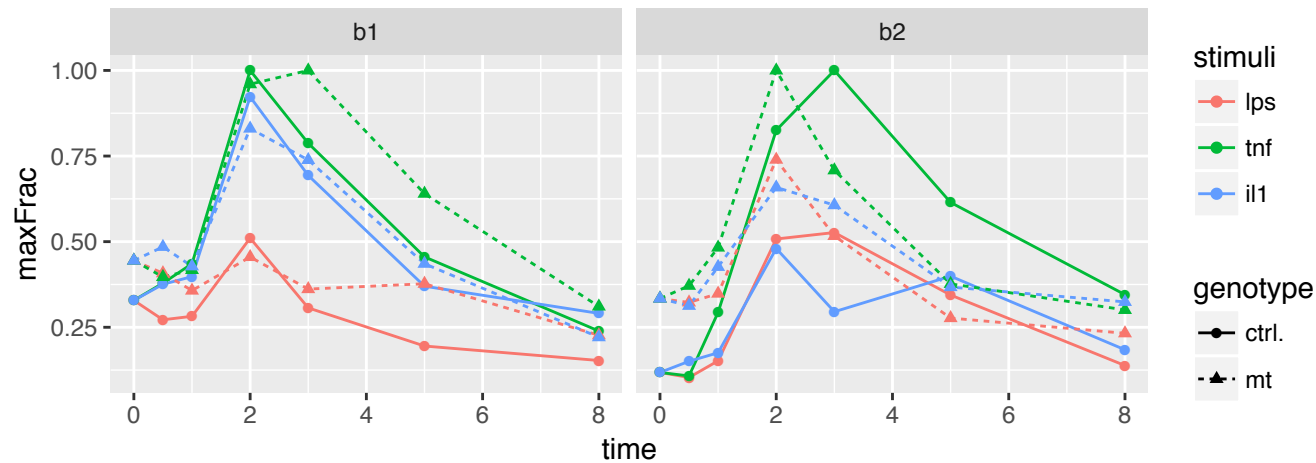 b1
b2
maxFrac
1.00
0.75
0.50
0.25
0
2
4
6
8
0
2
4
6
8
time
stimuli
lps
tnf
il1
genotype
ctrl.
mt